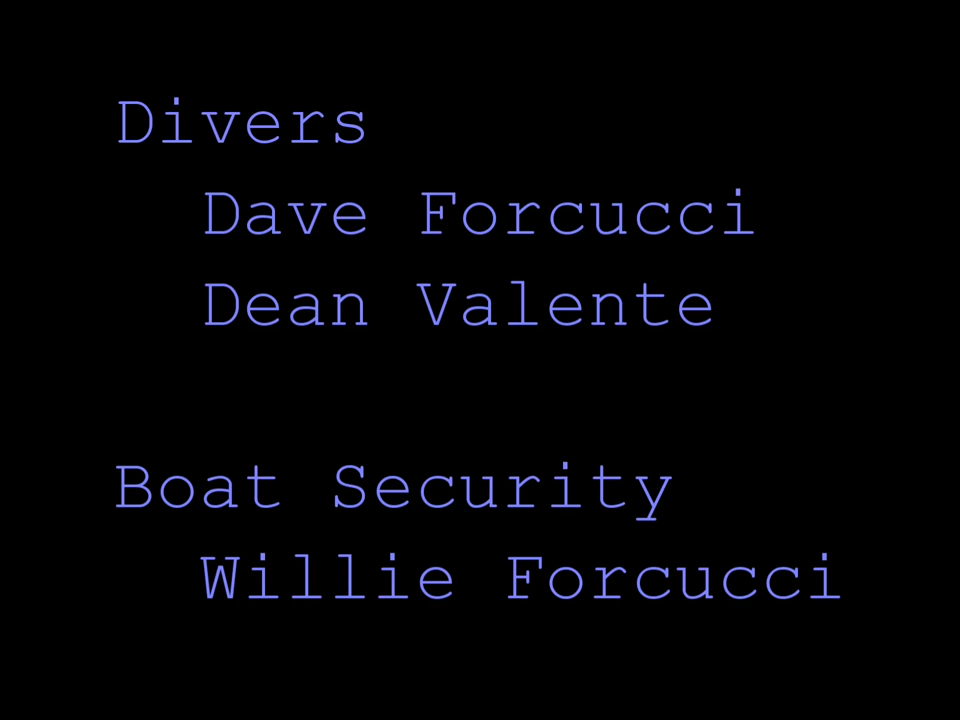 Divers
Dave Forcucci
Dean Valente
Boat Security
Willie Forcucci